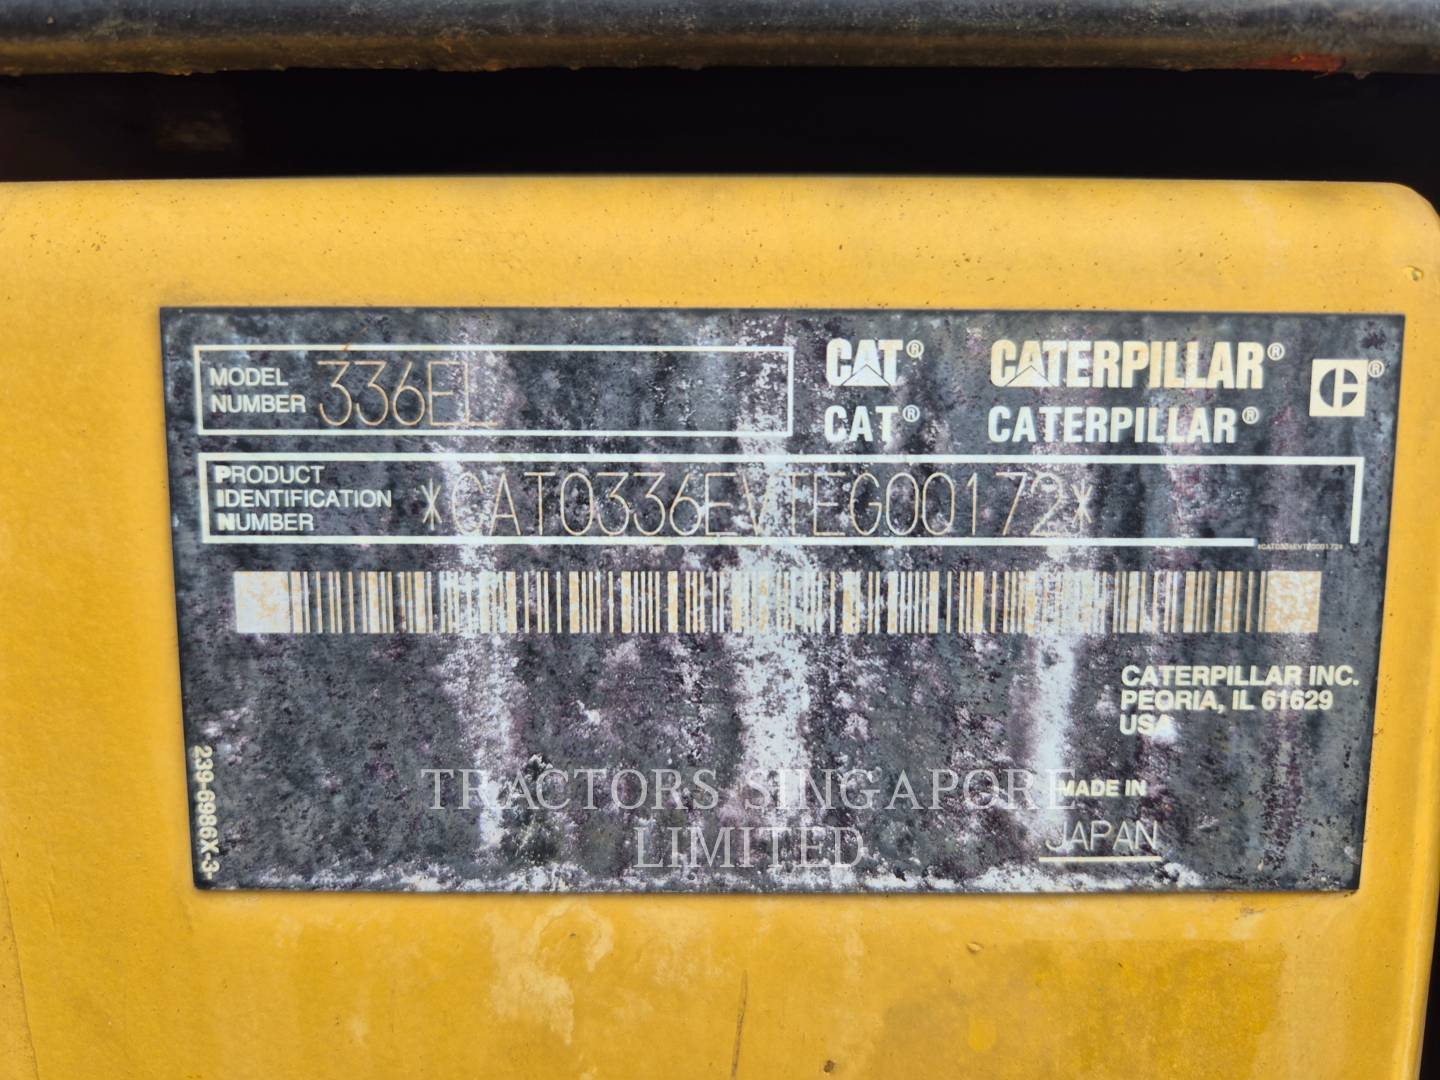 MODEL NUMBER 336EL
CAT® CATERPILLAR®
CAT® CATERPILLAR®
PRODUCT
IDENTIFICATION
NUMBER
*CAT0336EVTEG00172*
*CAT0336EVTEG00172*
CATERPILLAR INC.
PEORIA, IL 61629
USA
MADE IN
JAPAN
239-6986X-3
TRACTORS SINGAPORE
LIMITED